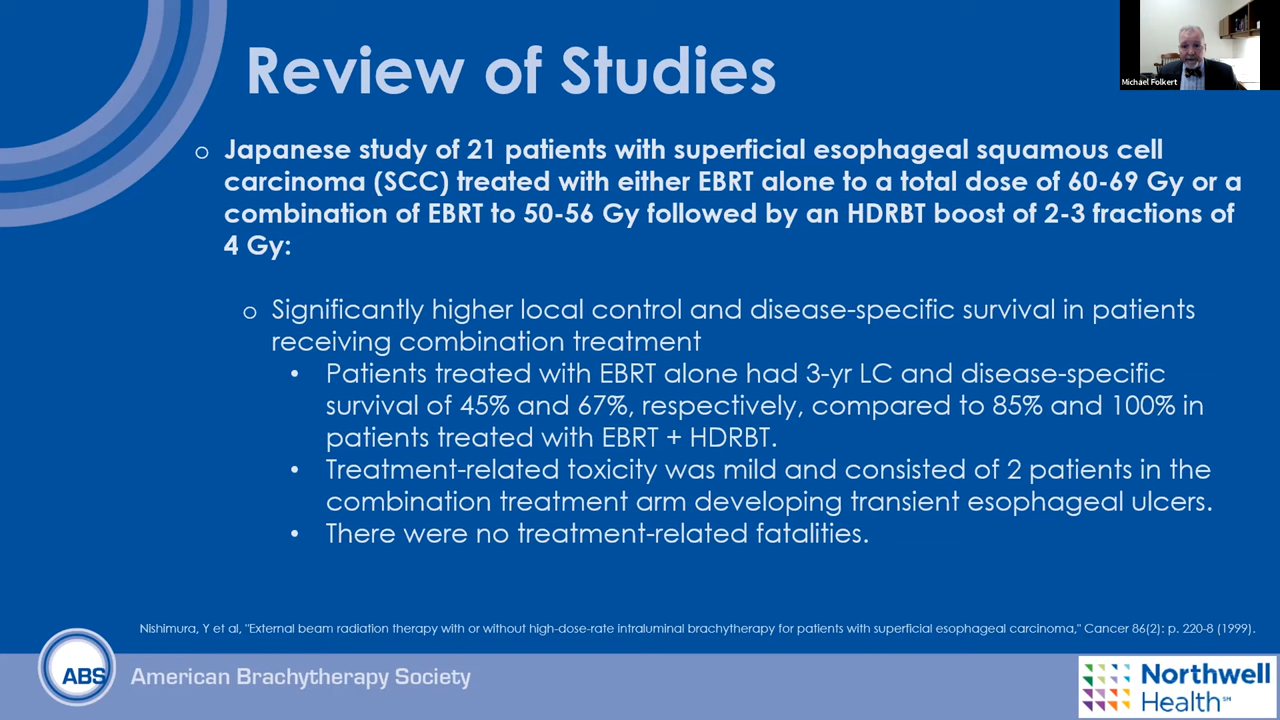 Review of Studies
Michael Folkert
○ Japanese study of 21 patients with superficial esophageal squamous cell
carcinoma (SCC) treated with either EBRT alone to a total dose of 60-69 Gy or a
combination of EBRT to 50-56 Gy followed by an HDRBT boost of 2-3 fractions of
4 Gy:
○ Significantly higher local control and disease-specific survival in patients
receiving combination treatment
• Patients treated with EBRT alone had 3-yr LC and disease-specific
survival of 45% and 67%, respectively, compared to 85% and 100% in
patients treated with EBRT + HDRBT.
• Treatment-related toxicity was mild and consisted of 2 patients in the
combination treatment arm developing transient esophageal ulcers.
• There were no treatment-related fatalities.
Nishimura, Y et al, "External beam radiation therapy with or without high-dose-rate intraluminal brachytherapy for patients with superficial esophageal carcinoma," Cancer 86(2): p. 220-8 (1999).
ABS American Brachytherapy Society
Northwell
Health℠